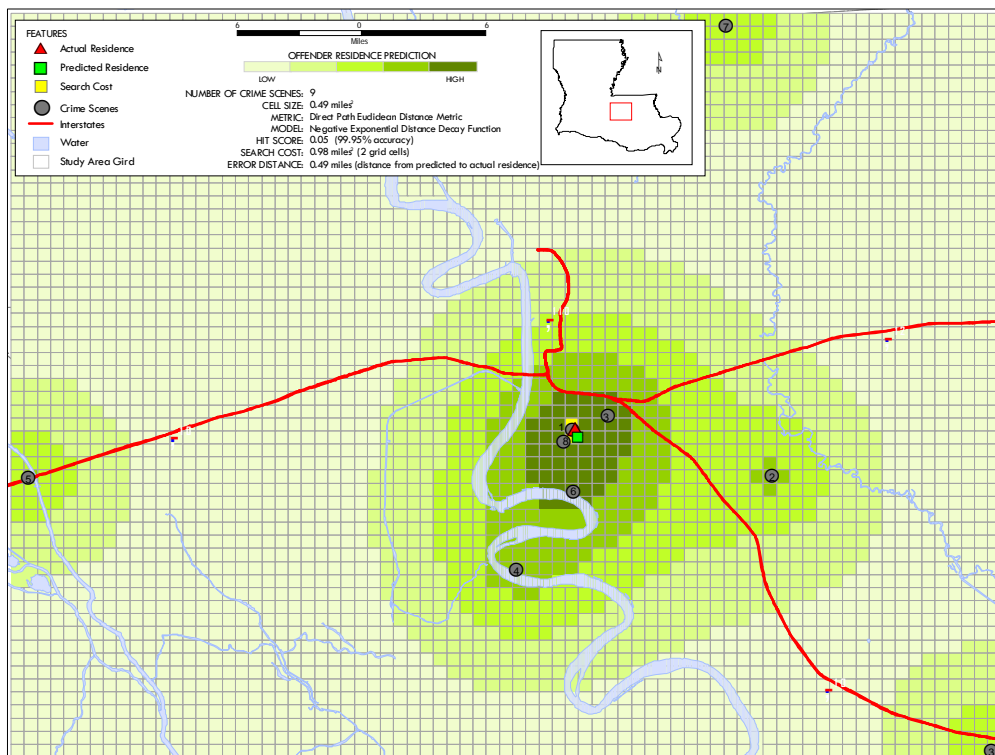 6 0 6
Miles
FEATURES
Actual Residence
Predicted Residence
Search Cost
Crime Scenes
Interstates
Water
Study Area Gird
OFFENDER RESIDENCE PREDICTION
LOW HIGH
NUMBER OF CRIME SCENES: 9
CELL SIZE: 0.49 miles²
METRIC: Direct Path Euclidean Distance Metric
MODEL: Negative Exponential Distance Decay Function
HIT SCORE: 0.05 (99.95% accuracy)
SEARCH COST: 0.98 miles² (2 grid cells)
ERROR DISTANCE: 0.49 miles (distance from predicted to actual residence)
N
7
3
1
8
5
2
6
4
3